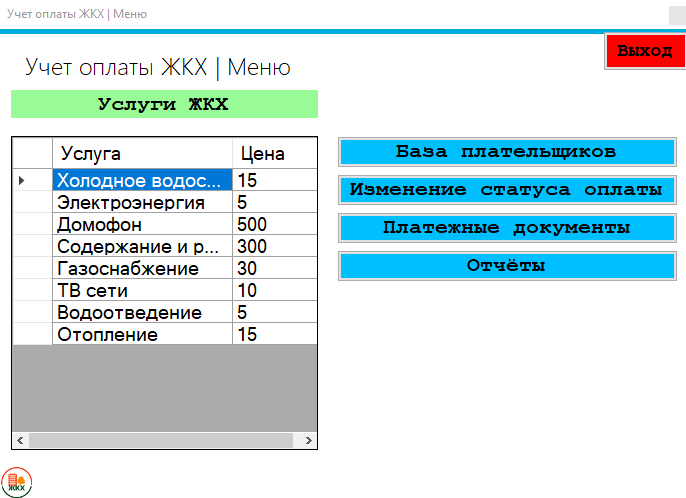 Учет оплаты ЖКХ | Меню
Выход
Учет оплаты ЖКХ | Меню
Услуги ЖКХ
Услуга Цена
Холодное водос... 15
Электроэнергия 5
Домофон 500
Содержание и р... 300
Газоснабжение 30
ТВ сети 10
Водоотведение 5
Отопление 15
База плательщиков
Изменение статуса оплаты
Платежные документы
Отчёты
ЖКХ